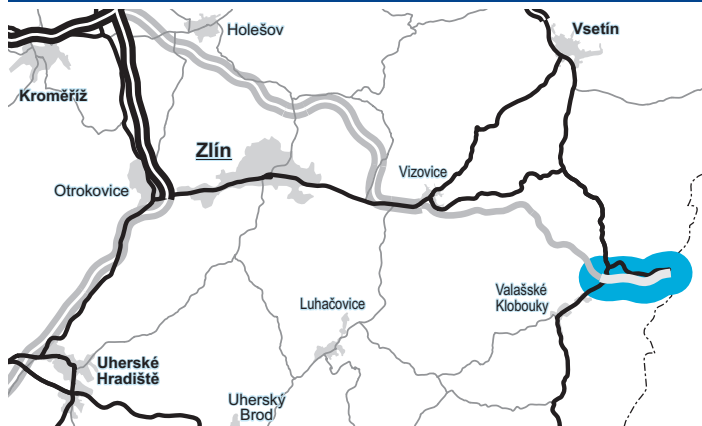 Holešov
Vsetín
Kroměříž
Zlín
Vizovice
Otrokovice
Valašské
Klobouky
Luhačovice
Uherské
Hradiště
Uherský
Brod